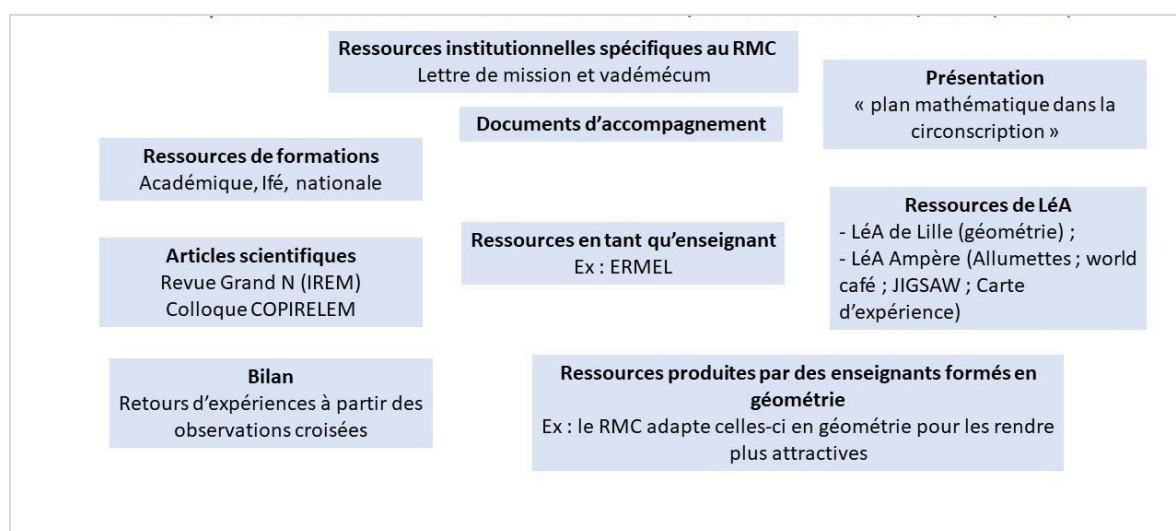 Ressources institutionnelles spécifiques au RMC
Lettre de mission et vadémécum
Présentation
« plan mathématique dans la
circonscription »
Documents d’accompagnement
Ressources de formations
Académique, Ifé, nationale
Ressources de LéA
- LéA de Lille (géométrie) ;
- LéA Ampère (Allumettes ; world
café ; JIGSAW ; Carte
d’expérience)
Ressources en tant qu’enseignant
Ex : ERMEL
Articles scientifiques
Revue Grand N (IREM)
Colloque COPIRELEM
Bilan
Retours d’expériences à partir des
observations croisées
Ressources produites par des enseignants formés en
géométrie
Ex : le RMC adapte celles-ci en géométrie pour les rendre
plus attractives